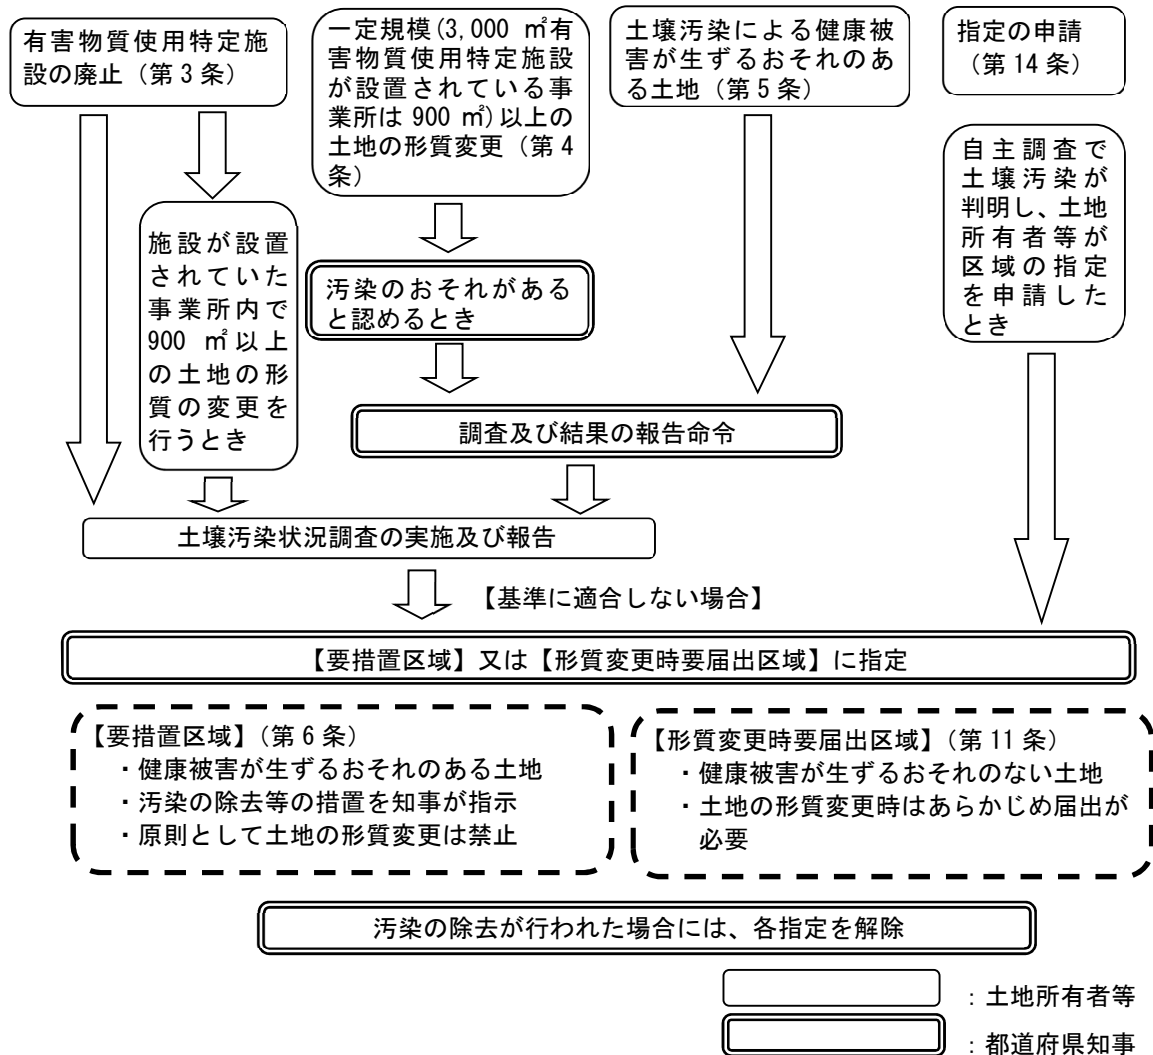 有害物質使用特定施
設の廃止（第3条）
一定規模(3,000 ㎡有
害物質使用特定施設
が設置されている事
業所は 900 ㎡)以上の
土地の形質変更（第4
条）
土壌汚染による健康被
害が生ずるおそれのあ
る土地（第5条）
指定の申請
（第14条）
自主調査で
土壌汚染が
判明し、土地
所有者等が
区域の指定
を申請した
とき
施設が設置
されていた
事業所内で
900 ㎡以上
の土地の形
質の変更を
行うとき
汚染のおそれがある
と認めるとき
調査及び結果の報告命令
土壌汚染状況調査の実施及び報告
【基準に適合しない場合】
【要措置区域】又は【形質変更時要届出区域】に指定
【要措置区域】（第6条）
・健康被害が生ずるおそれのある土地
・汚染の除去等の措置を知事が指示
・原則として土地の形質変更は禁止
【形質変更時要届出区域】（第11条）
・健康被害が生ずるおそれのない土地
・土地の形質変更時はあらかじめ届出が
必要
汚染の除去が行われた場合には、各指定を解除
：土地所有者等
：都道府県知事